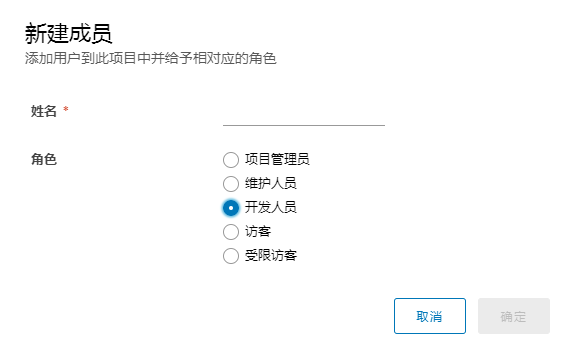 新建成员
添加用户到此项目中并给予相对应的角色
姓名 *
角色
项目管理员
维护人员
开发人员
访客
受限访客
取消 确定